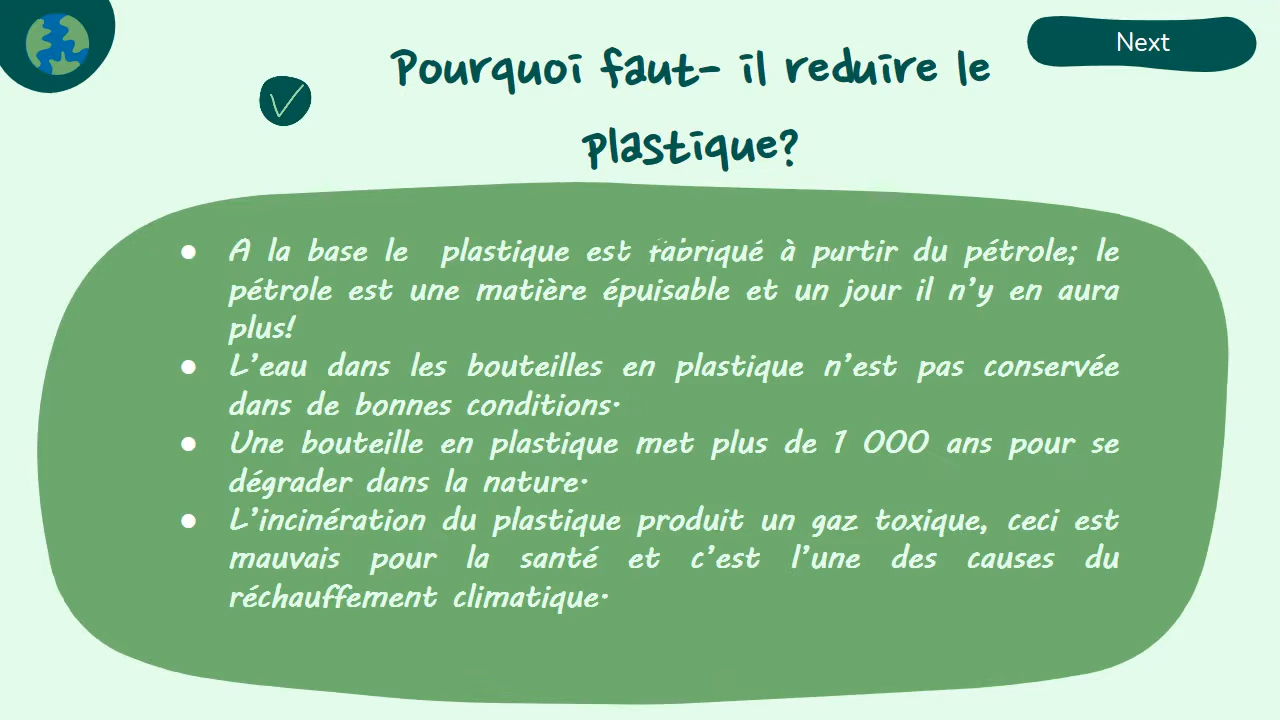 Next
Pourquoi faut- il reduire le
plastique?
● A la base le plastique est fabriqué à partir du pétrole; le
pétrole est une matière épuisable et un jour il n'y en aura
plus!
● L'eau dans les bouteilles en plastique n'est pas conservée
dans de bonnes conditions.
● Une bouteille en plastique met plus de 1 000 ans pour se
dégrader dans la nature.
● L'incinération du plastique produit un gaz toxique, ceci est
mauvais pour la santé et c'est l'une des causes du
réchauffement climatique.